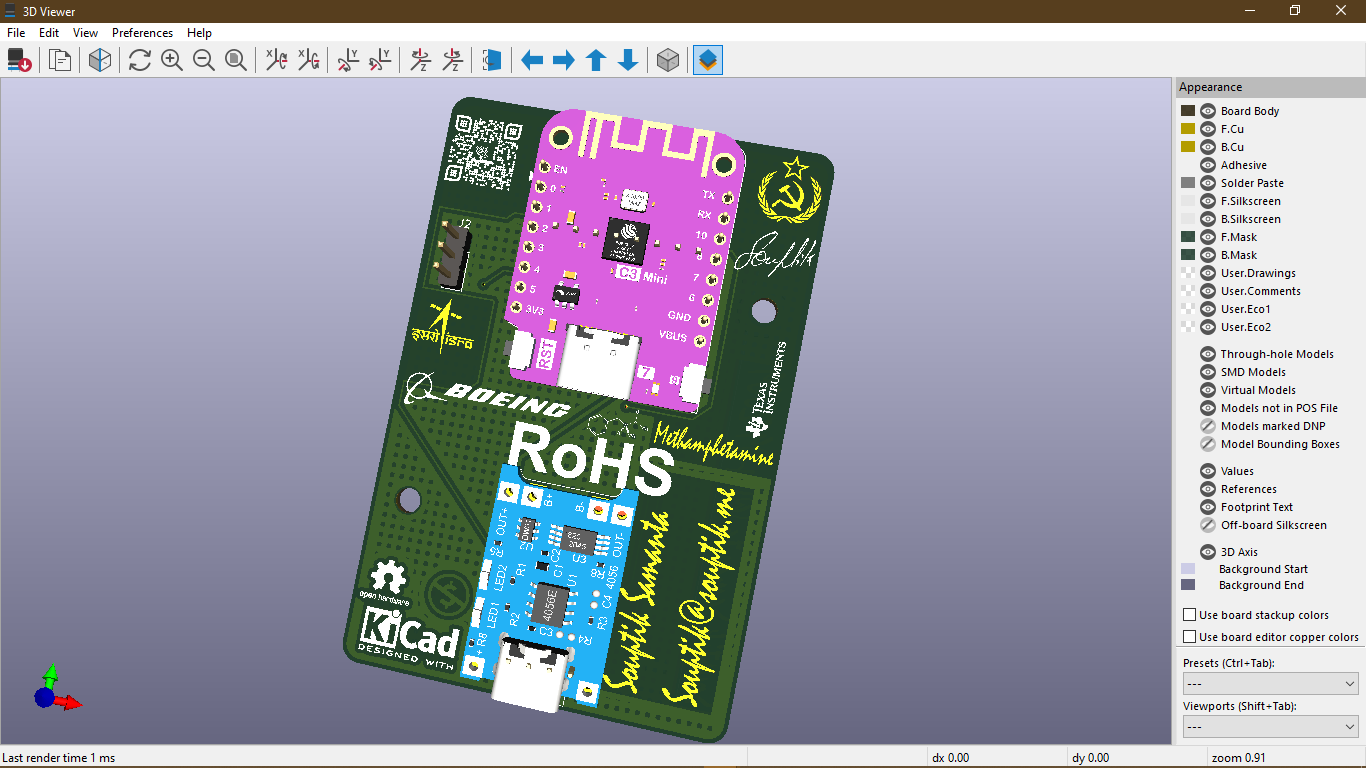 3D Viewer
File Edit View Preferences Help
Appearance
Board Body
F.Cu
B.Cu
Adhesive
Solder Paste
F.Silkscreen
B.Silkscreen
F.Mask
B.Mask
User.Drawings
User.Comments
User.Eco1
User.Eco2
Through-hole Models
SMD Models
Virtual Models
Models not in POS File
Models marked DNP
Model Bounding Boxes
Values
References
Footprint Text
Off-board Silkscreen
3D Axis
Background Start
Background End
Use board stackup colors
Use board editor copper colors
Presets (Ctrl+Tab):
---
Viewports (Shift+Tab):
---
J2
EN
0
1
2
3
4
5
3V3
TX
RX
10
8
7
6
GND
VBUS
C3 Mini
RST
7
9
इसरो isro
BOEING
TEXAS
INSTRUMENTS
Methamphetamine
RoHS
B+
B-
OUT+
OUT-
R5
C2
U3
LED2
R1
C1
U1
4056
4056E
LED1
R2
C3
C4
R3
R4
R8
+
Souptik Samanta
Souptik@souptik.me
open hardware
KiCad
DESIGNED WITH
Last render time 1 ms
dx 0.00
dy 0.00
zoom 0.91